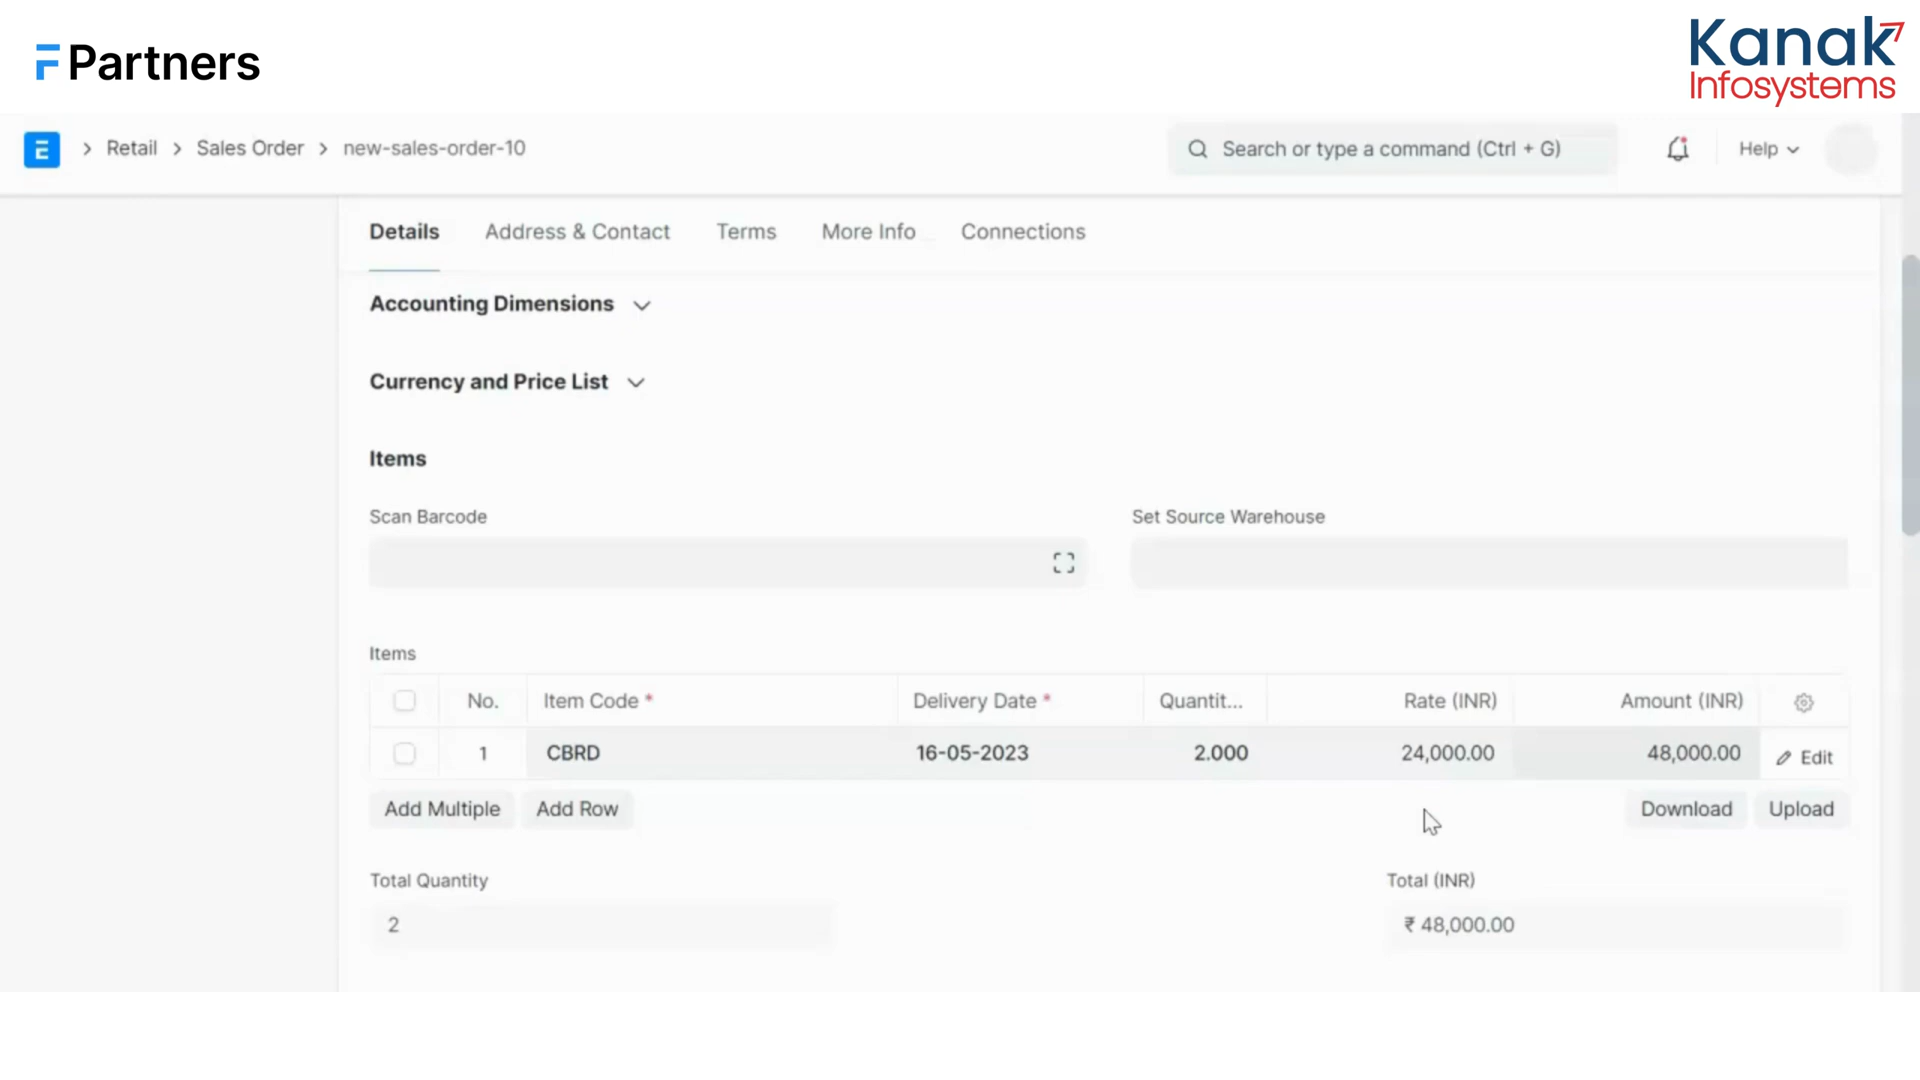 Partners
Kanak
Infosystems
E > Retail > Sales Order > new-sales-order-10
Search or type a command (Ctrl + G)
Help
Details Address & Contact Terms More Info Connections
Accounting Dimensions
Currency and Price List
Items
Scan Barcode Set Source Warehouse
Items
No. Item Code * Delivery Date * Quantit... Rate (INR) Amount (INR)
1 CBRD 16-05-2023 2.000 24,000.00 48,000.00 Edit
Add Multiple Add Row Download Upload
Total Quantity Total (INR)
2 ₹ 48,000.00